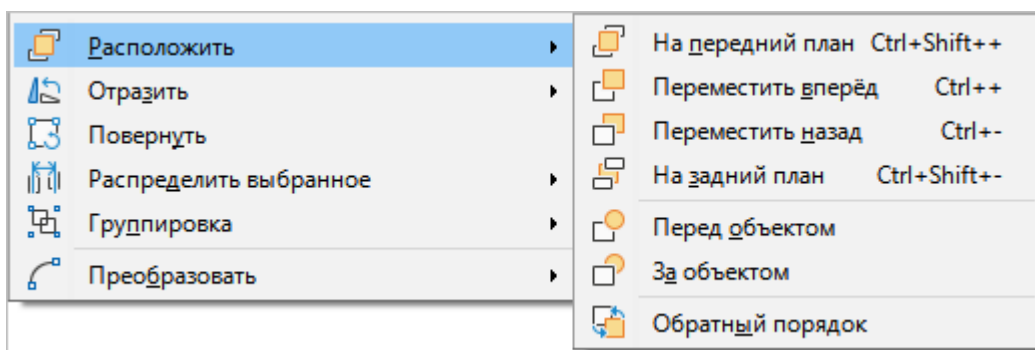 Расположить
Отразить
Повернуть
Распределить выбранное
Группировка
Преобразовать
На передний план Ctrl+Shift++
Переместить вперёд Ctrl++
Переместить назад Ctrl+-
На задний план Ctrl+Shift+-
Перед объектом
За объектом
Обратный порядок